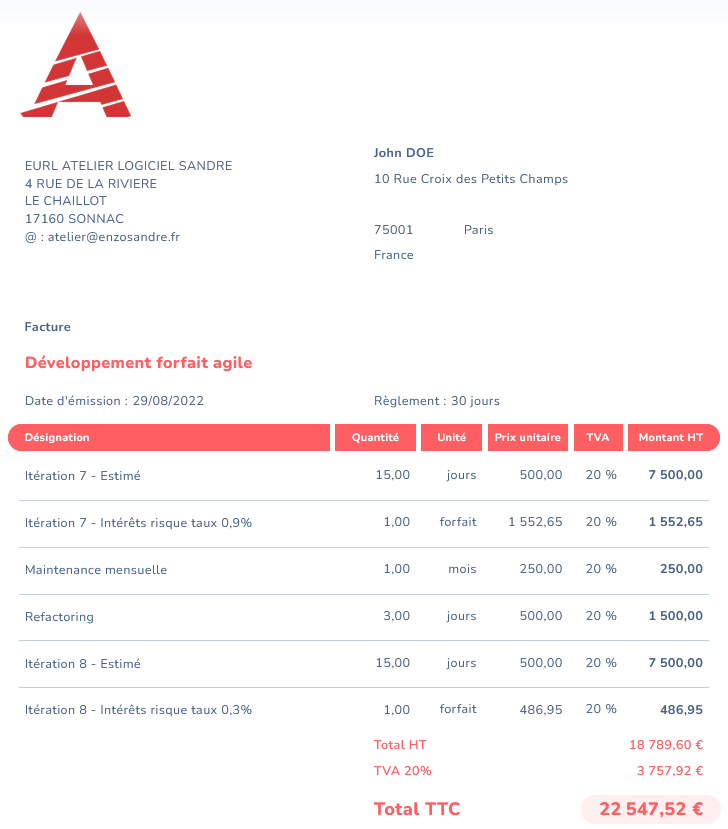 EURL ATELIER LOGICIEL SANDRE
4 RUE DE LA RIVIERE
LE CHAILLOT
17160 SONNAC
@ : atelier@enzosandre.fr
John DOE
10 Rue Croix des Petits Champs
75001 Paris
France
Facture
Développement forfait agile
Date d'émission : 29/08/2022 Règlement : 30 jours
Désignation Quantité Unité Prix unitaire TVA Montant HT
Itération 7 - Estimé 15,00 jours 500,00 20 % 7 500,00
Itération 7 - Intérêts risque taux 0,9% 1,00 forfait 1 552,65 20 % 1 552,65
Maintenance mensuelle 1,00 mois 250,00 20 % 250,00
Refactoring 3,00 jours 500,00 20 % 1 500,00
Itération 8 - Estimé 15,00 jours 500,00 20 % 7 500,00
Itération 8 - Intérêts risque taux 0,3% 1,00 forfait 486,95 20 % 486,95
Total HT 18 789,60 €
TVA 20% 3 757,92 €
Total TTC 22 547,52 €